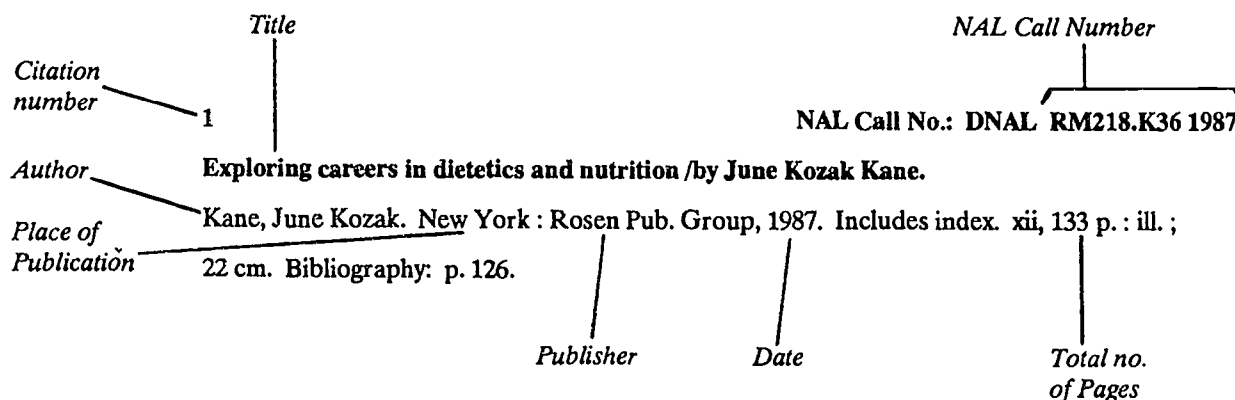 Title
NAL Call Number
Citation
number
1
NAL Call No.: DNAL RM218.K36 1987
Exploring careers in dietetics and nutrition /by June Kozak Kane.
Author
Kane, June Kozak. New York : Rosen Pub. Group, 1987. Includes index. xii, 133 p. : ill. ;
Place of
Publication
22 cm. Bibliography: p. 126.
Publisher
Date
Total no.
of Pages